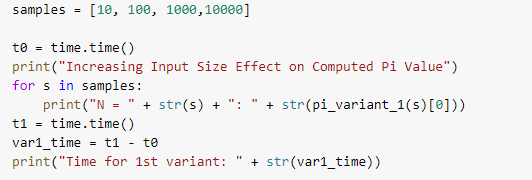 samples = [10, 100, 1000,10000]
t0 = time.time()
print("Increasing Input Size Effect on Computed Pi Value")
for s in samples:
    print("N = " + str(s) + ": " + str(pi_variant_1(s)[0]))
t1 = time.time()
var1_time = t1 - t0
print("Time for 1st variant: " + str(var1_time))